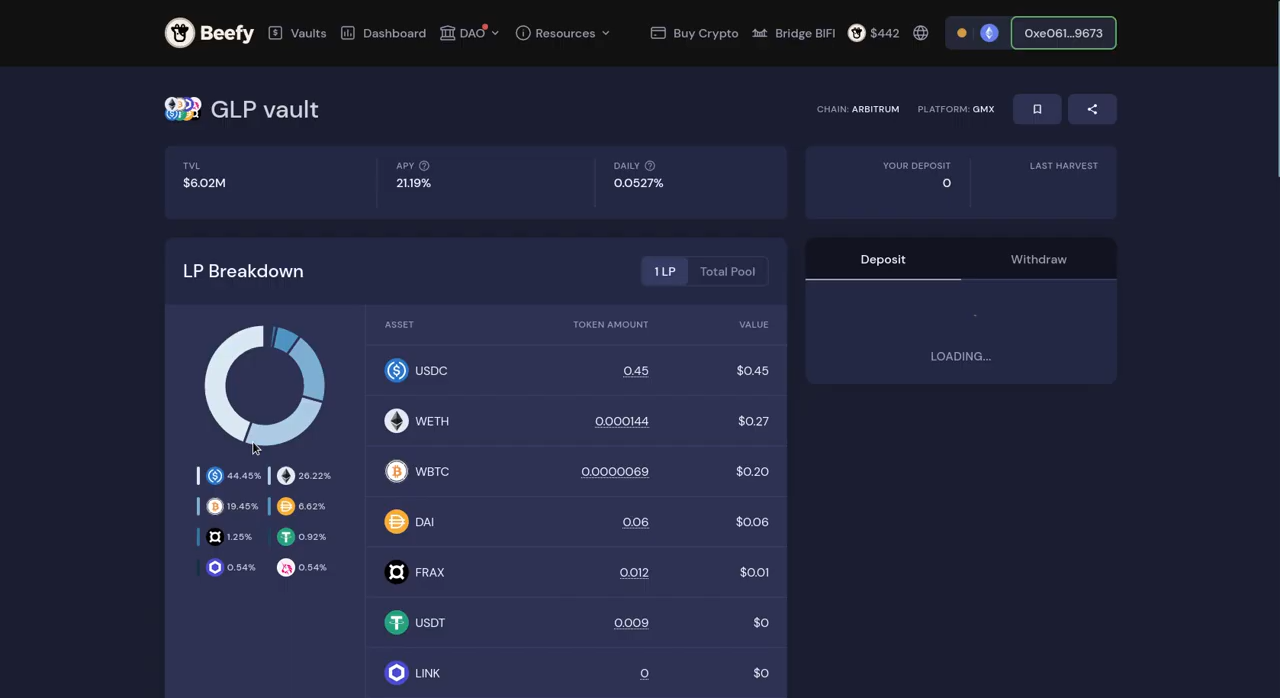 Beefy
Vaults
Dashboard
DAO
Resources
Buy Crypto
Bridge BIFI
$442
0xe061...9673
GLP vault
CHAIN: ARBITRUM
PLATFORM: GMX
TVL
$6.02M
APY
21.19%
DAILY
0.0527%
YOUR DEPOSIT
0
LAST HARVEST
LP Breakdown
1 LP
Total Pool
44.45% 26.22%
19.45% 6.62%
1.25% 0.92%
0.54% 0.54%
ASSET TOKEN AMOUNT VALUE
USDC 0.45 $0.45
WETH 0.000144 $0.27
WBTC 0.0000069 $0.20
DAI 0.06 $0.06
FRAX 0.012 $0.01
USDT 0.009 $0
LINK 0 $0
Deposit
Withdraw
LOADING...